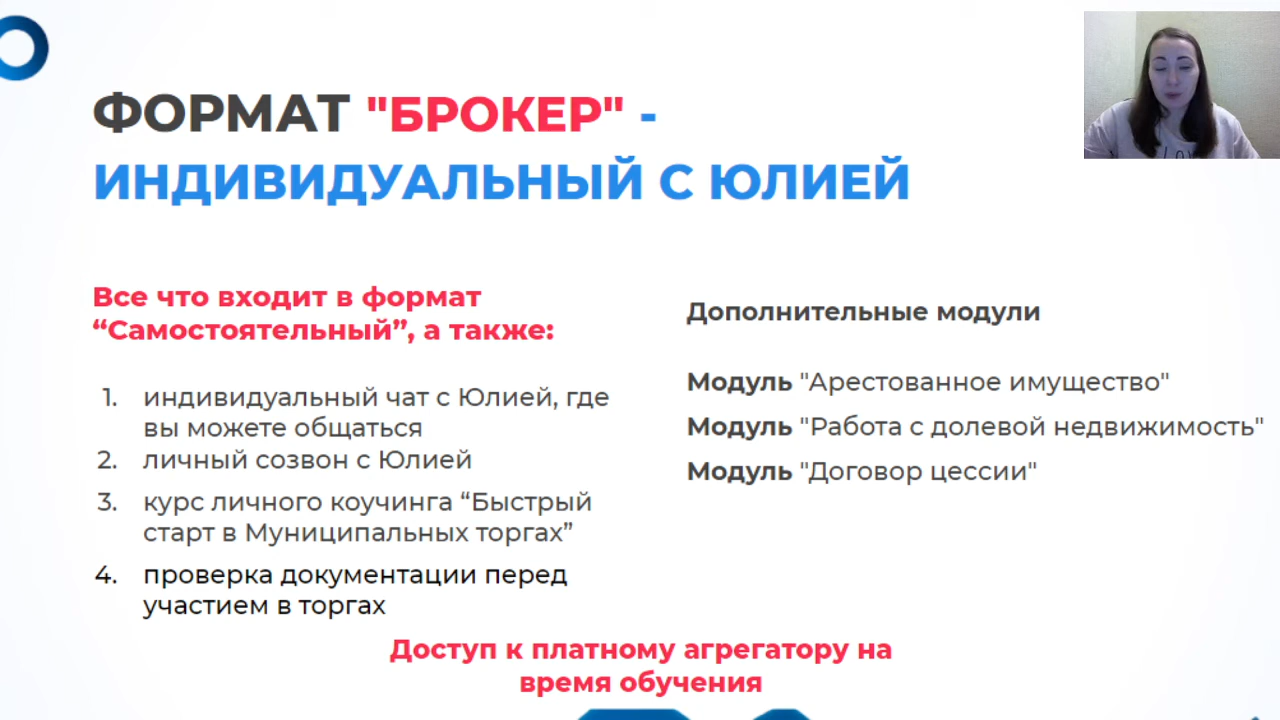 ФОРМАТ "БРОКЕР" -
ИНДИВИДУАЛЬНЫЙ С ЮЛИЕЙ
Все что входит в формат
“Самостоятельный”, а также:
1. индивидуальный чат с Юлией, где
вы можете общаться
2. личный созвон с Юлией
3. курс личного коучинга “Быстрый
старт в Муниципальных торгах”
4. проверка документации перед
участием в торгах
Дополнительные модули
Модуль "Арестованное имущество"
Модуль "Работа с долевой недвижимость"
Модуль "Договор цессии"
Доступ к платному агрегатору на
время обучения